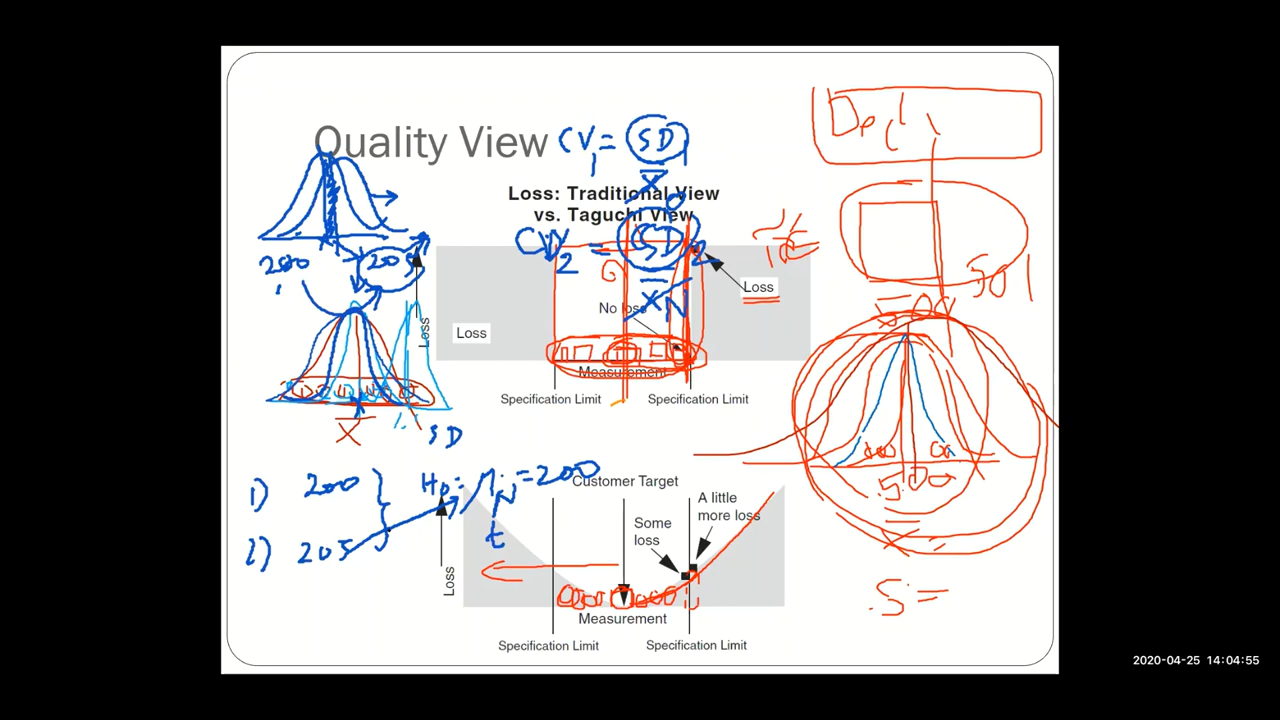 Quality View
CV1 = SD
X
Loss: Traditional View
vs. Taguchi View
CV2 = SD
X
200
205
Loss
Loss
No loss
Loss
Measurement
Specification Limit
Specification Limit
501
X
SD
.500
1) 200
2) 205
H0: μ = 200
t
Customer Target
Some
loss
A little
more loss
Loss
Measurement
Specification Limit
Specification Limit
.5 =
2020-04-25 14:04:55